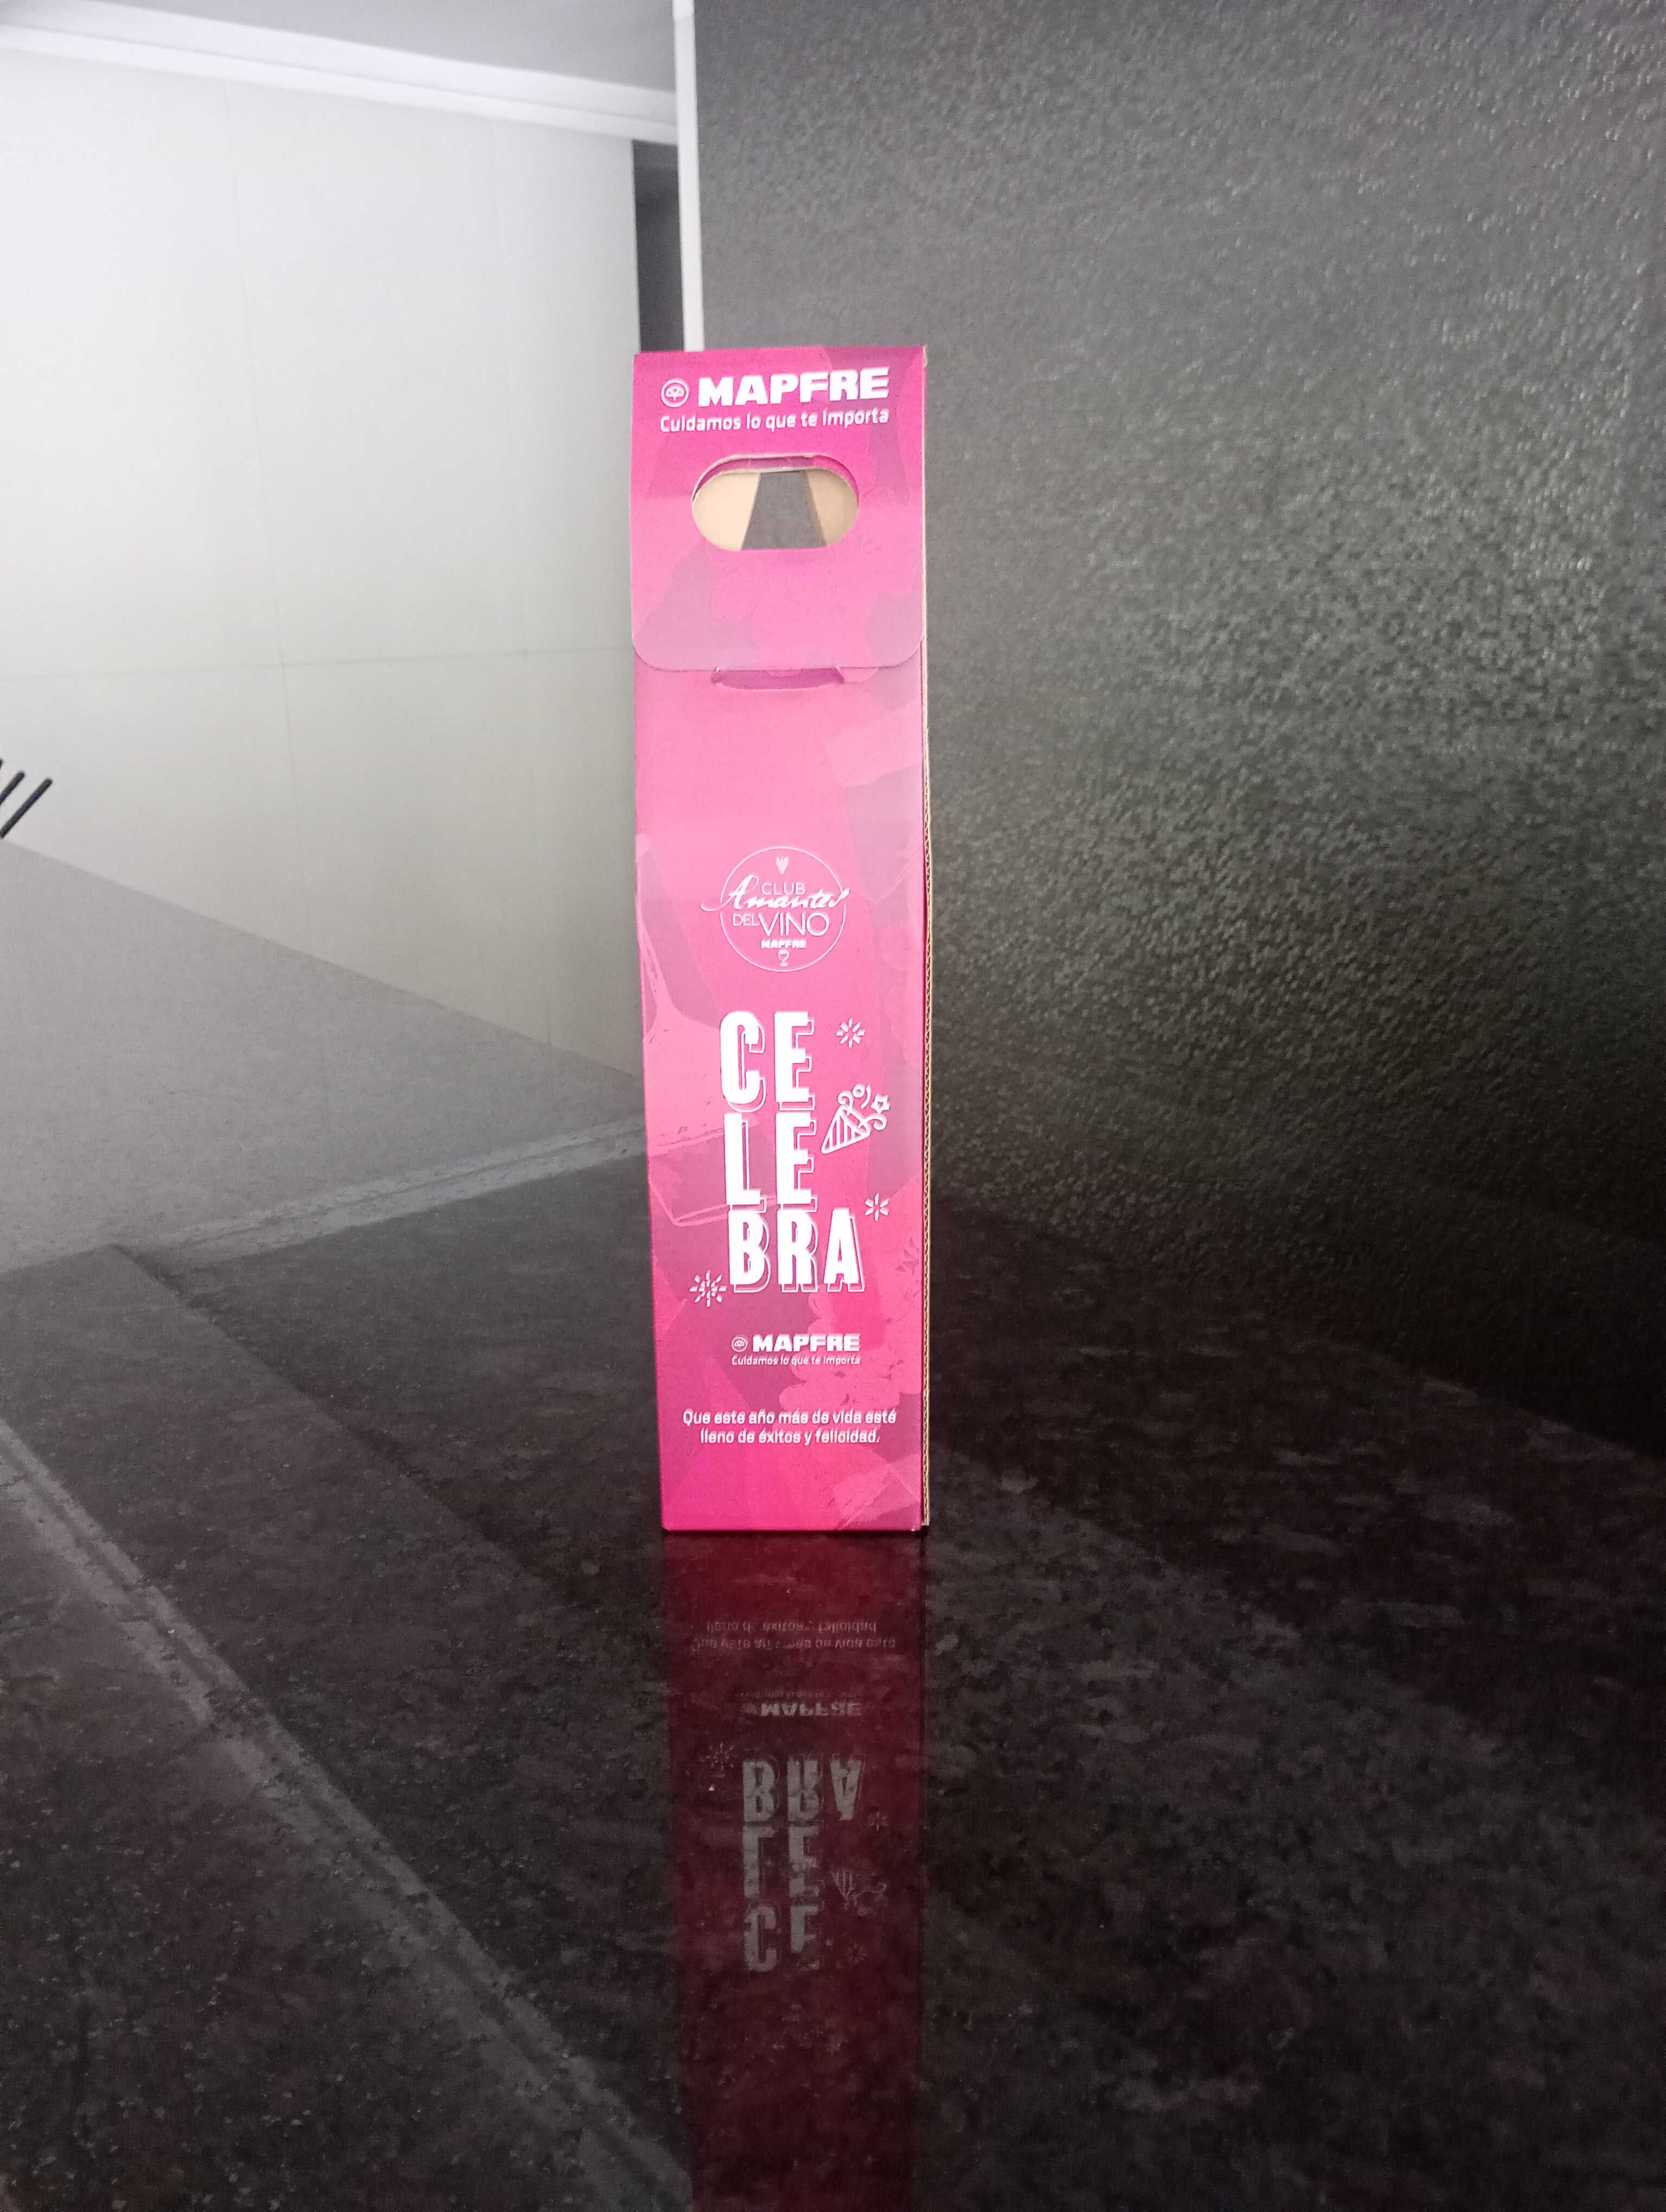 MAPFRE
Cuidamos lo que te importa
CLUB
Amantes
DEL VINO
MAPFRE
CE
LE
BRA
MAPFRE
Cuidamos lo que te importa
Que este año más de vida esté
lleno de éxitos y felicidad.